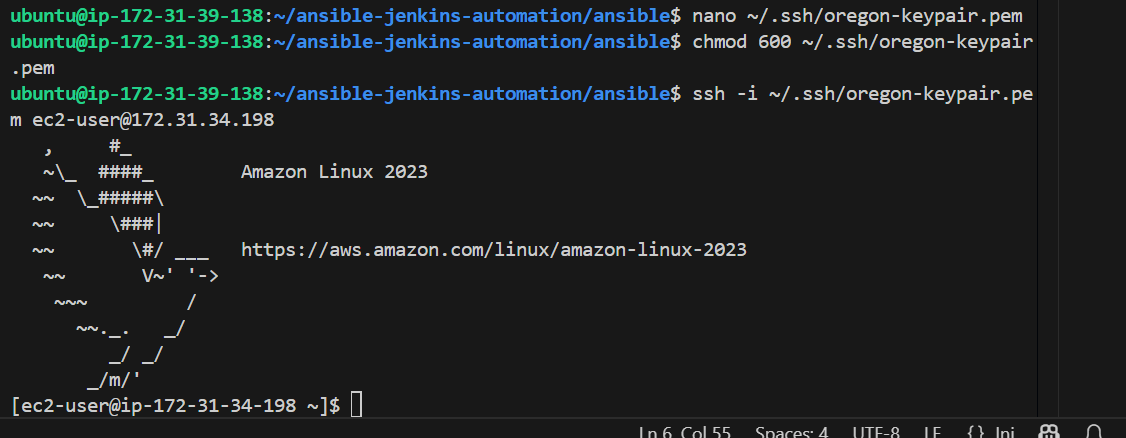 ubuntu@ip-172-31-39-138:~/ansible-jenkins-automation/ansible$ nano ~/.ssh/oregon-keypair.pem
ubuntu@ip-172-31-39-138:~/ansible-jenkins-automation/ansible$ chmod 600 ~/.ssh/oregon-keypair
.pem
ubuntu@ip-172-31-39-138:~/ansible-jenkins-automation/ansible$ ssh -i ~/.ssh/oregon-keypair.pe
m ec2-user@172.31.34.198
   ,     #_
   ~\_  ####_        Amazon Linux 2023
  ~~  \_#####\
  ~~     \###|
  ~~       \#/ ___   https://aws.amazon.com/linux/amazon-linux-2023
   ~~       V~' '->
    ~~~         /
      ~~._.   _/
         _/ _/
       _/m/'
[ec2-user@ip-172-31-34-198 ~]$
Ln 6, Col 55 Spaces: 4 UTF-8 LF {} Ini